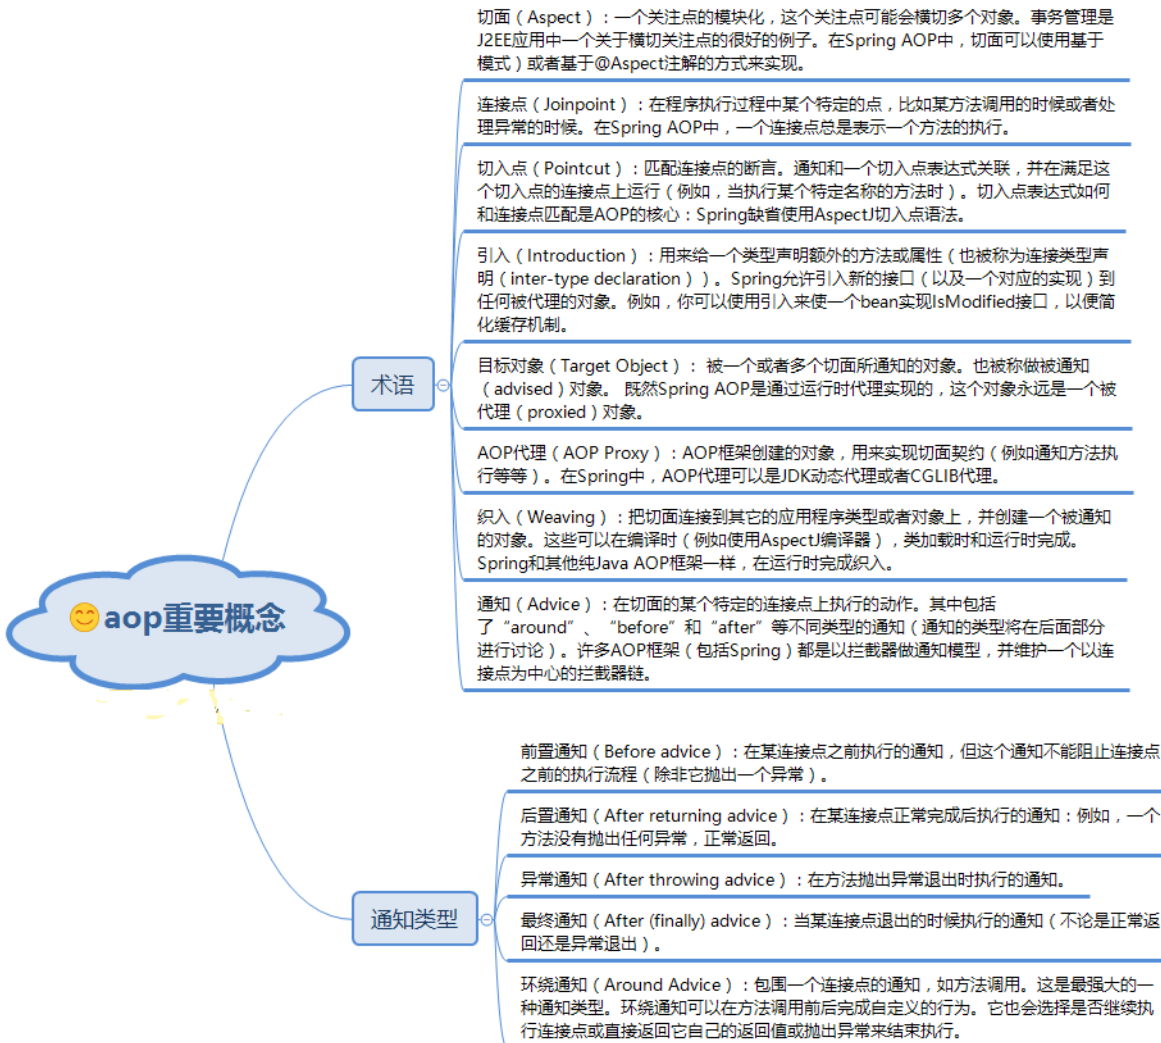 切面（Aspect）：一个关注点的模块化，这个关注点可能会横切多个对象。事务管理是
J2EE应用中一个关于横切关注点的很好的例子。在Spring AOP中，切面可以使用基于
模式）或者基于@Aspect注解的方式来实现。
连接点（Joinpoint）：在程序执行过程中某个特定的点，比如某方法调用的时候或者处
理异常的时候。在Spring AOP中，一个连接点总是表示一个方法的执行。
切入点（Pointcut）：匹配连接点的断言。通知和一个切入点表达式关联，并在满足这
个切入点的连接点上运行（例如，当执行某个特定名称的方法时）。切入点表达式如何
和连接点匹配是AOP的核心：Spring缺省使用AspectJ切入点语法。
引入（Introduction）：用来给一个类型声明额外的方法或属性（也被称为连接类型声
明（inter-type declaration））。Spring允许引入新的接口（以及一个对应的实现）到
任何被代理的对象。例如，你可以使用引入来使一个bean实现IsModified接口，以便简
化缓存机制。
术语
目标对象（Target Object）： 被一个或者多个切面所通知的对象。也被称做被通知
（advised）对象。 既然Spring AOP是通过运行时代理实现的，这个对象永远是一个被
代理（proxied）对象。
AOP代理（AOP Proxy）：AOP框架创建的对象，用来实现切面契约（例如通知方法执
行等等）。在Spring中，AOP代理可以是JDK动态代理或者CGLIB代理。
织入（Weaving）：把切面连接到其它的应用程序类型或者对象上，并创建一个被通知
的对象。这些可以在编译时（例如使用AspectJ编译器），类加载时和运行时完成。
Spring和其他纯Java AOP框架一样，在运行时完成织入。
通知（Advice）：在切面的某个特定的连接点上执行的动作。其中包括
了“around”、“before”和“after”等不同类型的通知（通知的类型将在后面部分
进行讨论）。许多AOP框架（包括Spring）都是以拦截器做通知模型，并维护一个以连
接点为中心的拦截器链。
aop重要概念
前置通知（Before advice）：在某连接点之前执行的通知，但这个通知不能阻止连接点
之前的执行流程（除非它抛出一个异常）。
后置通知（After returning advice）：在某连接点正常完成后执行的通知：例如，一个
方法没有抛出任何异常，正常返回。
异常通知（After throwing advice）：在方法抛出异常退出时执行的通知。
通知类型
最终通知（After (finally) advice）：当某连接点退出的时候执行的通知（不论是正常返
回还是异常退出）。
环绕通知（Around Advice）：包围一个连接点的通知，如方法调用。这是最强大的一
种通知类型。环绕通知可以在方法调用前后完成自定义的行为。它也会选择是否继续执
行连接点或直接返回它自己的返回值或抛出异常来结束执行。